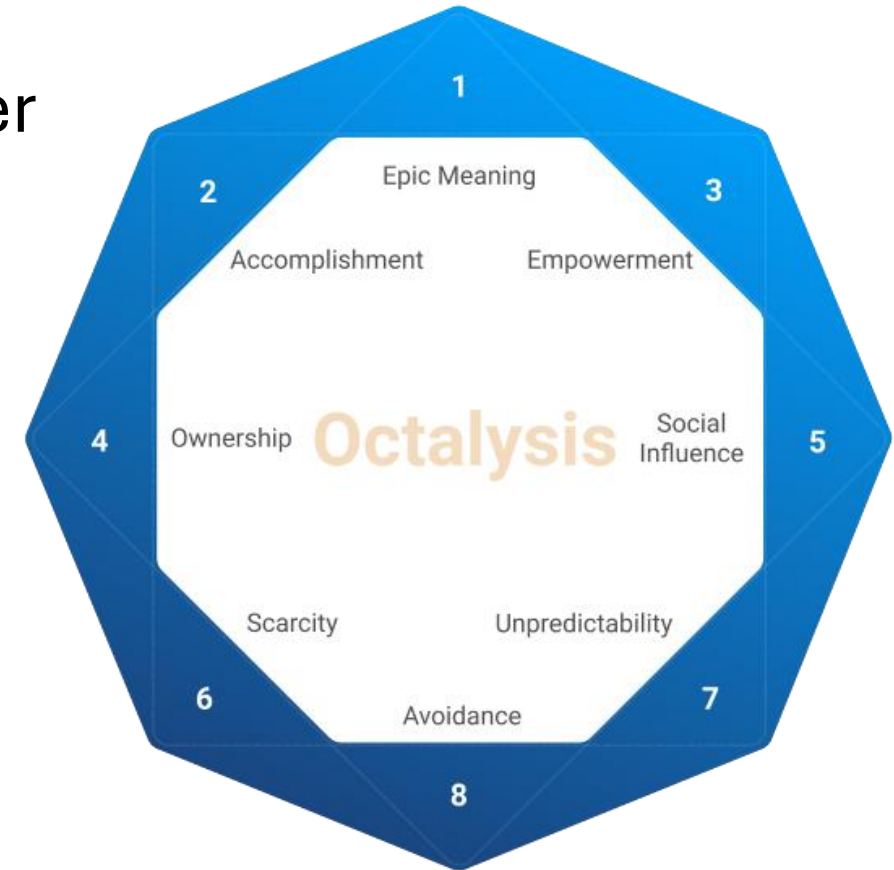 er
1
Epic Meaning
2
3
Accomplishment
Empowerment
4
Ownership
Octalysis
Social
Influence
5
Scarcity
Unpredictability
6
7
Avoidance
8